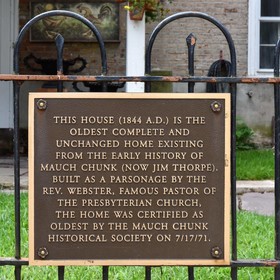 THIS HOUSE (1844 A.D.) IS THE
OLDEST COMPLETE AND
UNCHANGED HOME EXISTING
FROM THE EARLY HISTORY OF
MAUCH CHUNK (NOW JIM THORPE).
BUILT AS A PARSONAGE BY THE
REV. WEBSTER, FAMOUS PASTOR OF
THE PRESBYTERIAN CHURCH,
THE HOME WAS CERTIFIED AS
OLDEST BY THE MAUCH CHUNK
HISTORICAL SOCIETY ON 7/17/71.